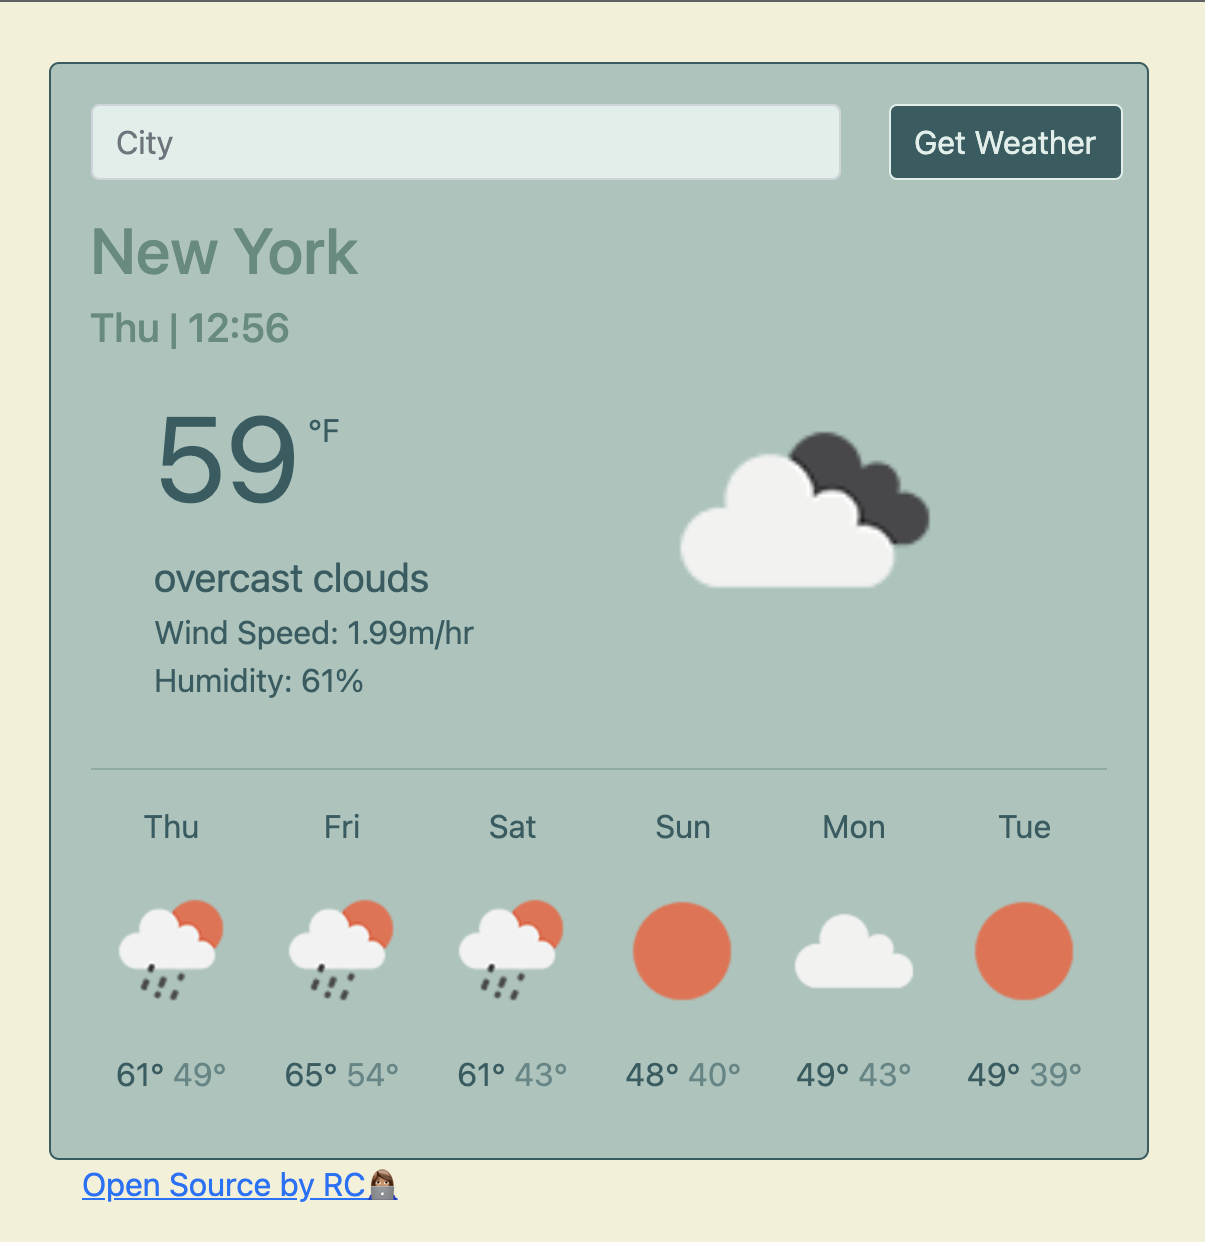 City
Get Weather
New York
Thu | 12:56
59 °F
overcast clouds
Wind Speed: 1.99m/hr
Humidity: 61%
Thu Fri Sat Sun Mon Tue
61° 49° 65° 54° 61° 43° 48° 40° 49° 43° 49° 39°
Open Source by RC